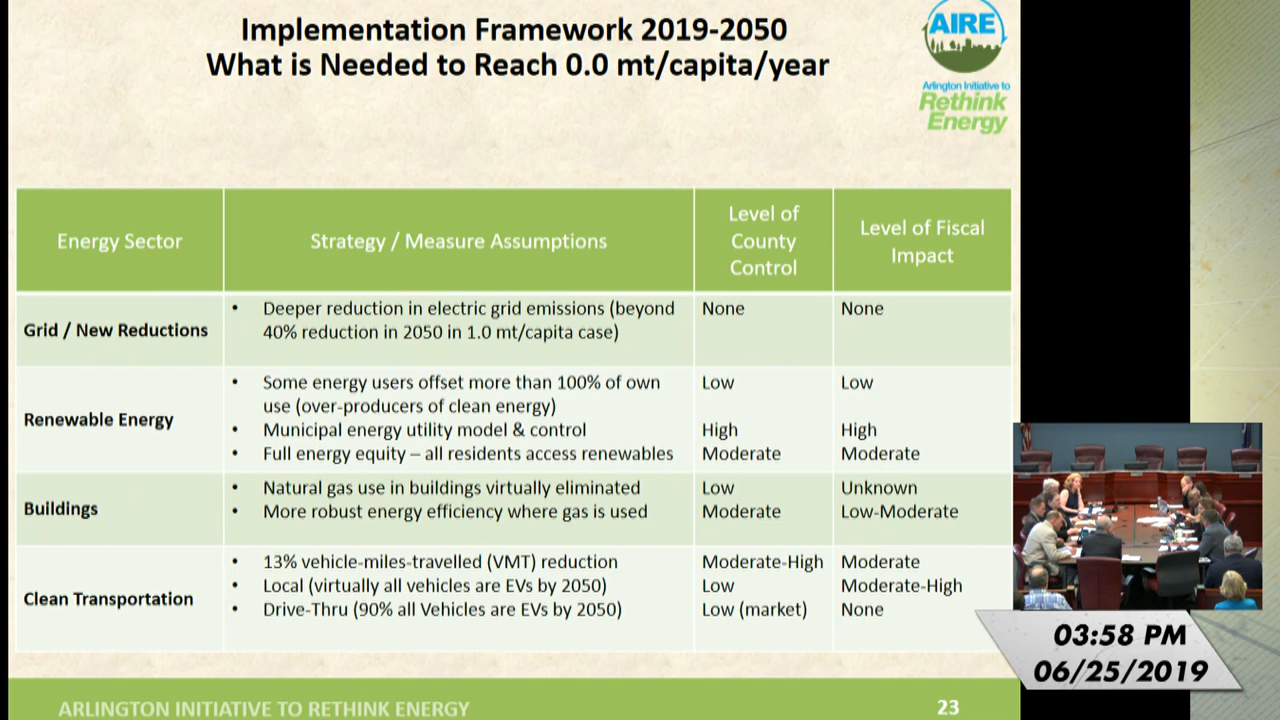 Implementation Framework 2019-2050
What is Needed to Reach 0.0 mt/capita/year
AIRE
Arlington Initiative to
Rethink
Energy
Energy Sector
Strategy / Measure Assumptions
Level of
County
Control
Level of Fiscal
Impact
Grid / New Reductions
• Deeper reduction in electric grid emissions (beyond
40% reduction in 2050 in 1.0 mt/capita case)
None
None
Renewable Energy
• Some energy users offset more than 100% of own
use (over-producers of clean energy)
• Municipal energy utility model & control
• Full energy equity – all residents access renewables
Low
High
Moderate
Low
High
Moderate
Buildings
• Natural gas use in buildings virtually eliminated
• More robust energy efficiency where gas is used
Low
Moderate
Unknown
Low-Moderate
Clean Transportation
• 13% vehicle-miles-travelled (VMT) reduction
• Local (virtually all vehicles are EVs by 2050)
• Drive-Thru (90% all Vehicles are EVs by 2050)
Moderate-High
Low
Low (market)
Moderate
Moderate-High
None
03:58 PM
06/25/2019
ARLINGTON INITIATIVE TO RETHINK ENERGY
23